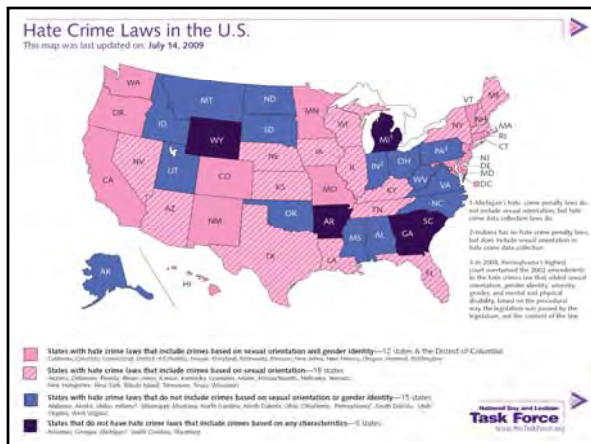 Hate Crime Laws in the U.S.
This map was last updated on: July 14, 2009
WA
MT
ND
MN
VT
ME
OR
ID
SD
WI
NY
NH
MA
WY
MI¹
RI
CT
NV
UT
NE
IA
IL
IN²
OH
PA³
NJ
DE
MD
DC
CA
CO
KS
MO
KY
WV
VA
AZ
NM
OK
AR
TN
NC
SC
TX
LA
MS
AL
GA
FL
AK
HI
1-Michigan's hate crime penalty laws do
not include sexual orientation, but hate
crime data collection laws do.
2-Indiana has no hate crime penalty laws,
but does include sexual orientation in
hate crime data collection.
3-In 2008, Pennsylvania's highest
court overturned the 2002 amendments
to the hate crimes law that added sexual
orientation, gender identity, ancestry,
gender, and mental and physical
disability, based on the procedural
way the legislation was passed by the
legislature, not the content of the law.
States with hate crime laws that include crimes based on sexual orientation and gender identity—12 states & the District of Columbia
States with hate crime laws that include crimes based on sexual orientation—18 states
States with hate crime laws that do not include crimes based on sexual orientation or gender identity—15 states
States that do not have hate crime laws that include crimes based on any characteristics—5 states
National Gay and Lesbian
Task Force
www.theTaskForce.org